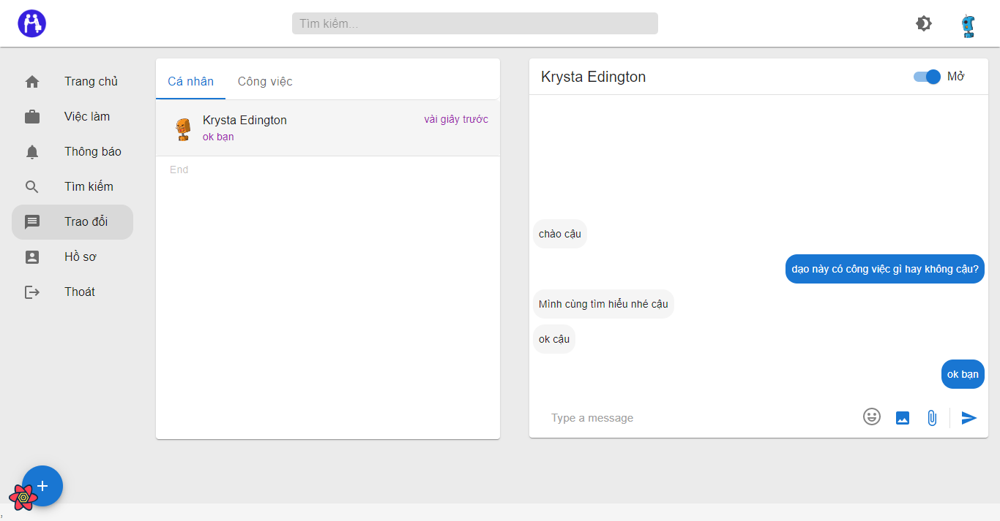 Tìm kiếm...
Trang chủ
Việc làm
Thông báo
Tìm kiếm
Trao đổi
Hồ sơ
Thoát
Cá nhân Công việc
Krysta Edington vài giây trước
ok bạn
End
Krysta Edington Mở
chào cậu
dạo này có công việc gì hay không cậu?
Mình cùng tìm hiểu nhé cậu
ok cậu
ok bạn
Type a message